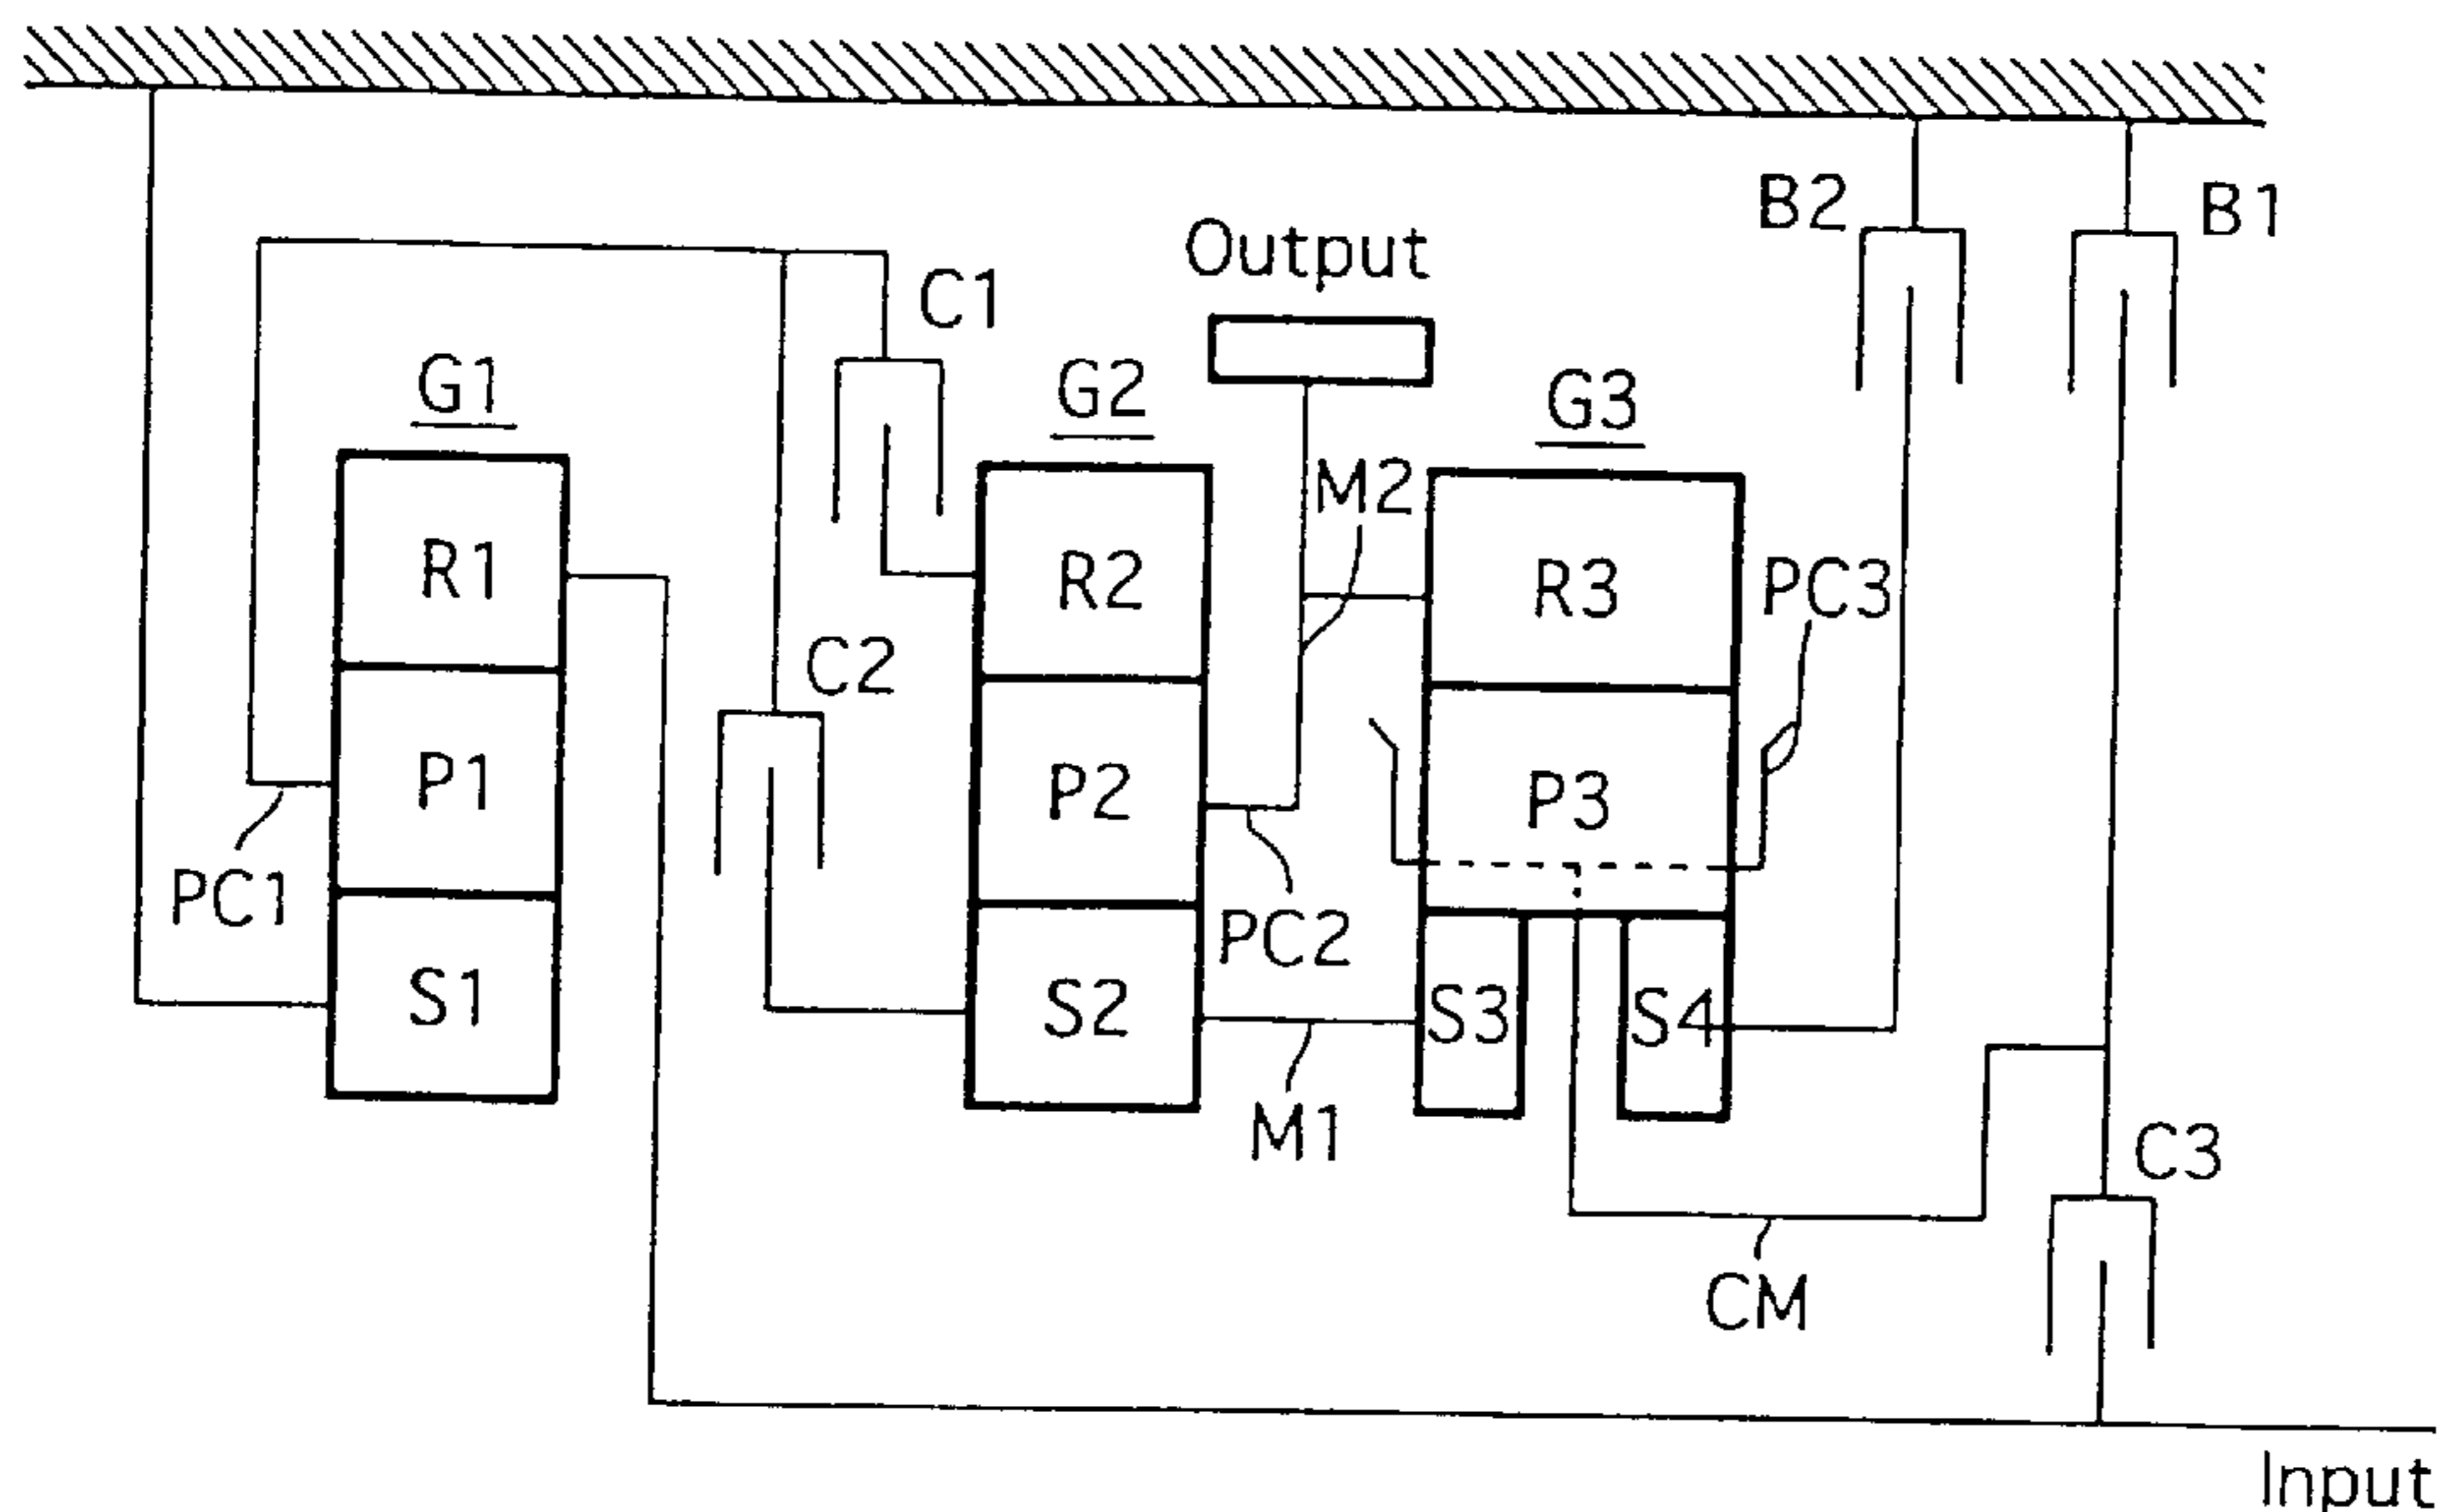 B2
B1
Output
C1
G1
G2
G3
M2
R1
R2
R3
PC3
C2
P1
P2
P3
PC1
PC2
S1
S2
S3
S4
M1
C3
CM
Input